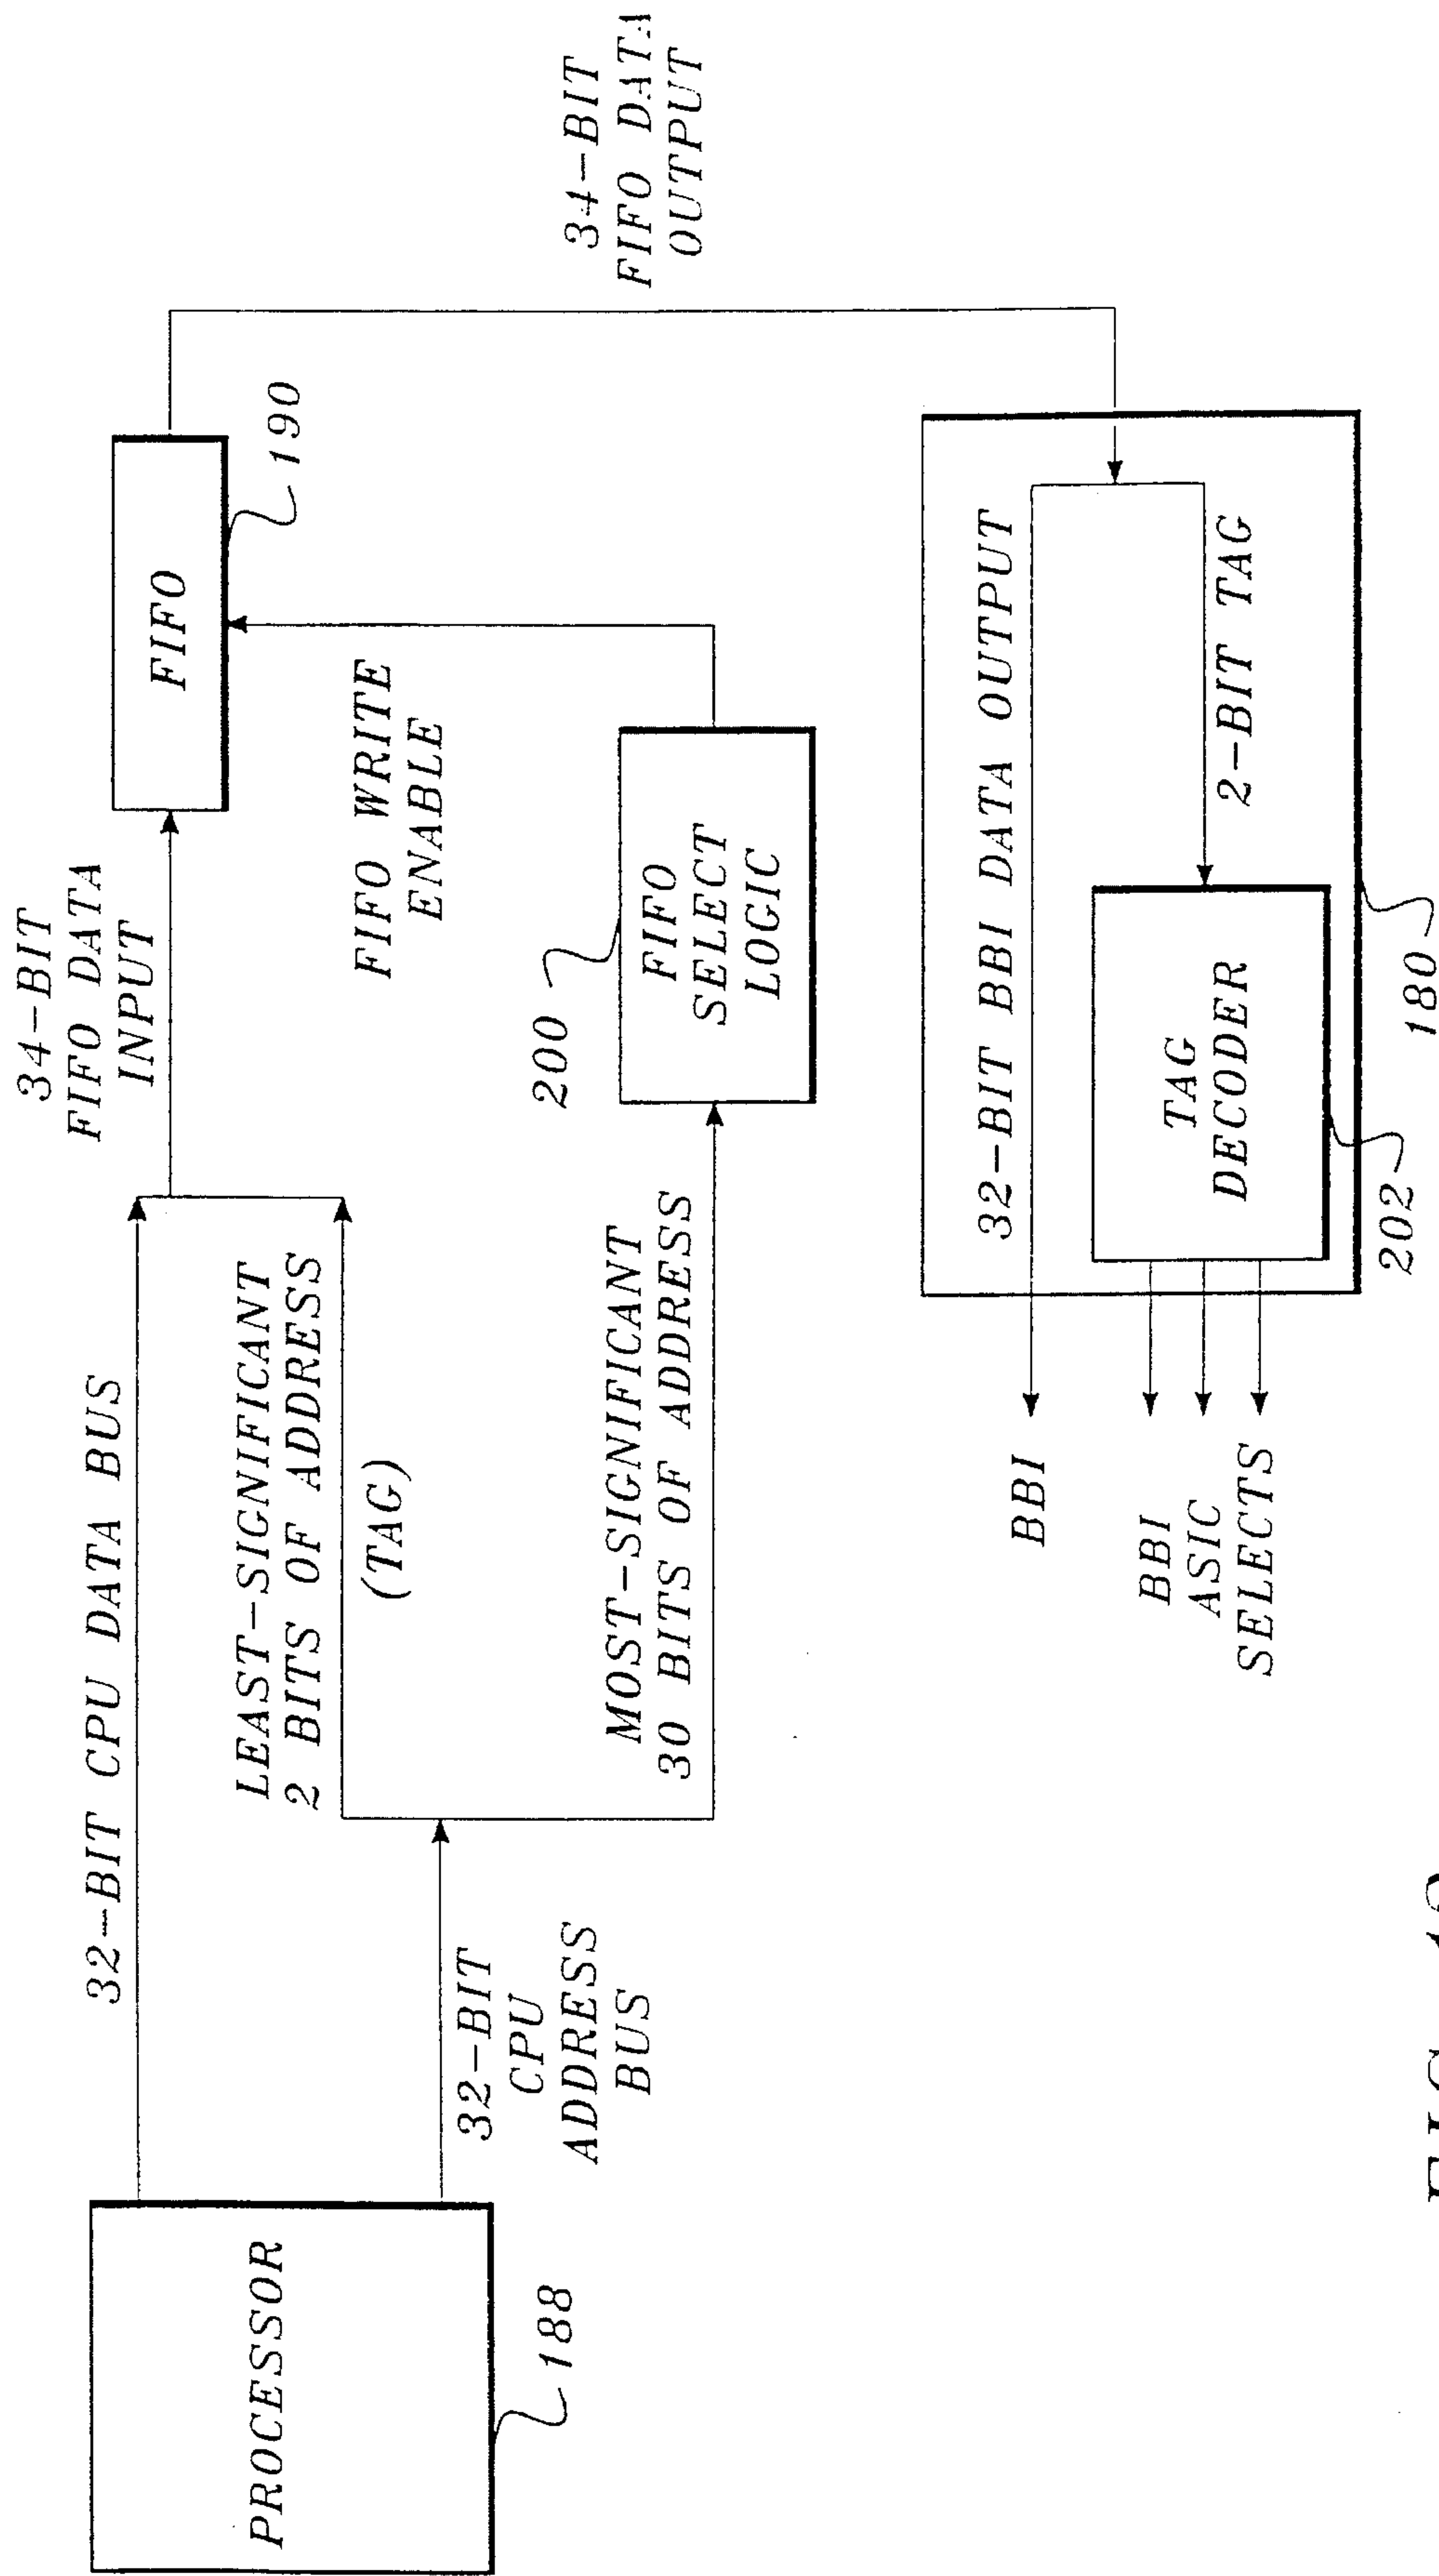 32-BIT CPU DATA BUS
34-BIT
FIFO DATA
INPUT
FIFO
190
34-BIT
FIFO DATA
OUTPUT
PROCESSOR
188
32-BIT
CPU
ADDRESS
BUS
LEAST-SIGNIFICANT
2 BITS OF ADDRESS
(TAG)
MOST-SIGNIFICANT
30 BITS OF ADDRESS
FIFO WRITE
ENABLE
200
FIFO
SELECT
LOGIC
BBI
32-BIT BBI DATA OUTPUT
BBI
ASIC
SELECTS
TAG
DECODER
2-BIT TAG
202
180